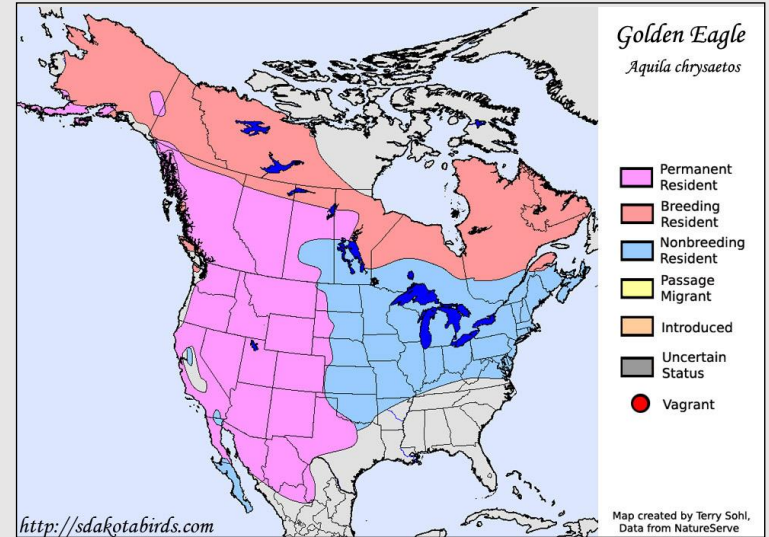 Golden Eagle
Aquila chrysaetos
Permanent
Resident
Breeding
Resident
Nonbreeding
Resident
Passage
Migrant
Introduced
Uncertain
Status
Vagrant
http://sdakotabirds.com
Map created by Terry Sohl,
Data from NatureServe